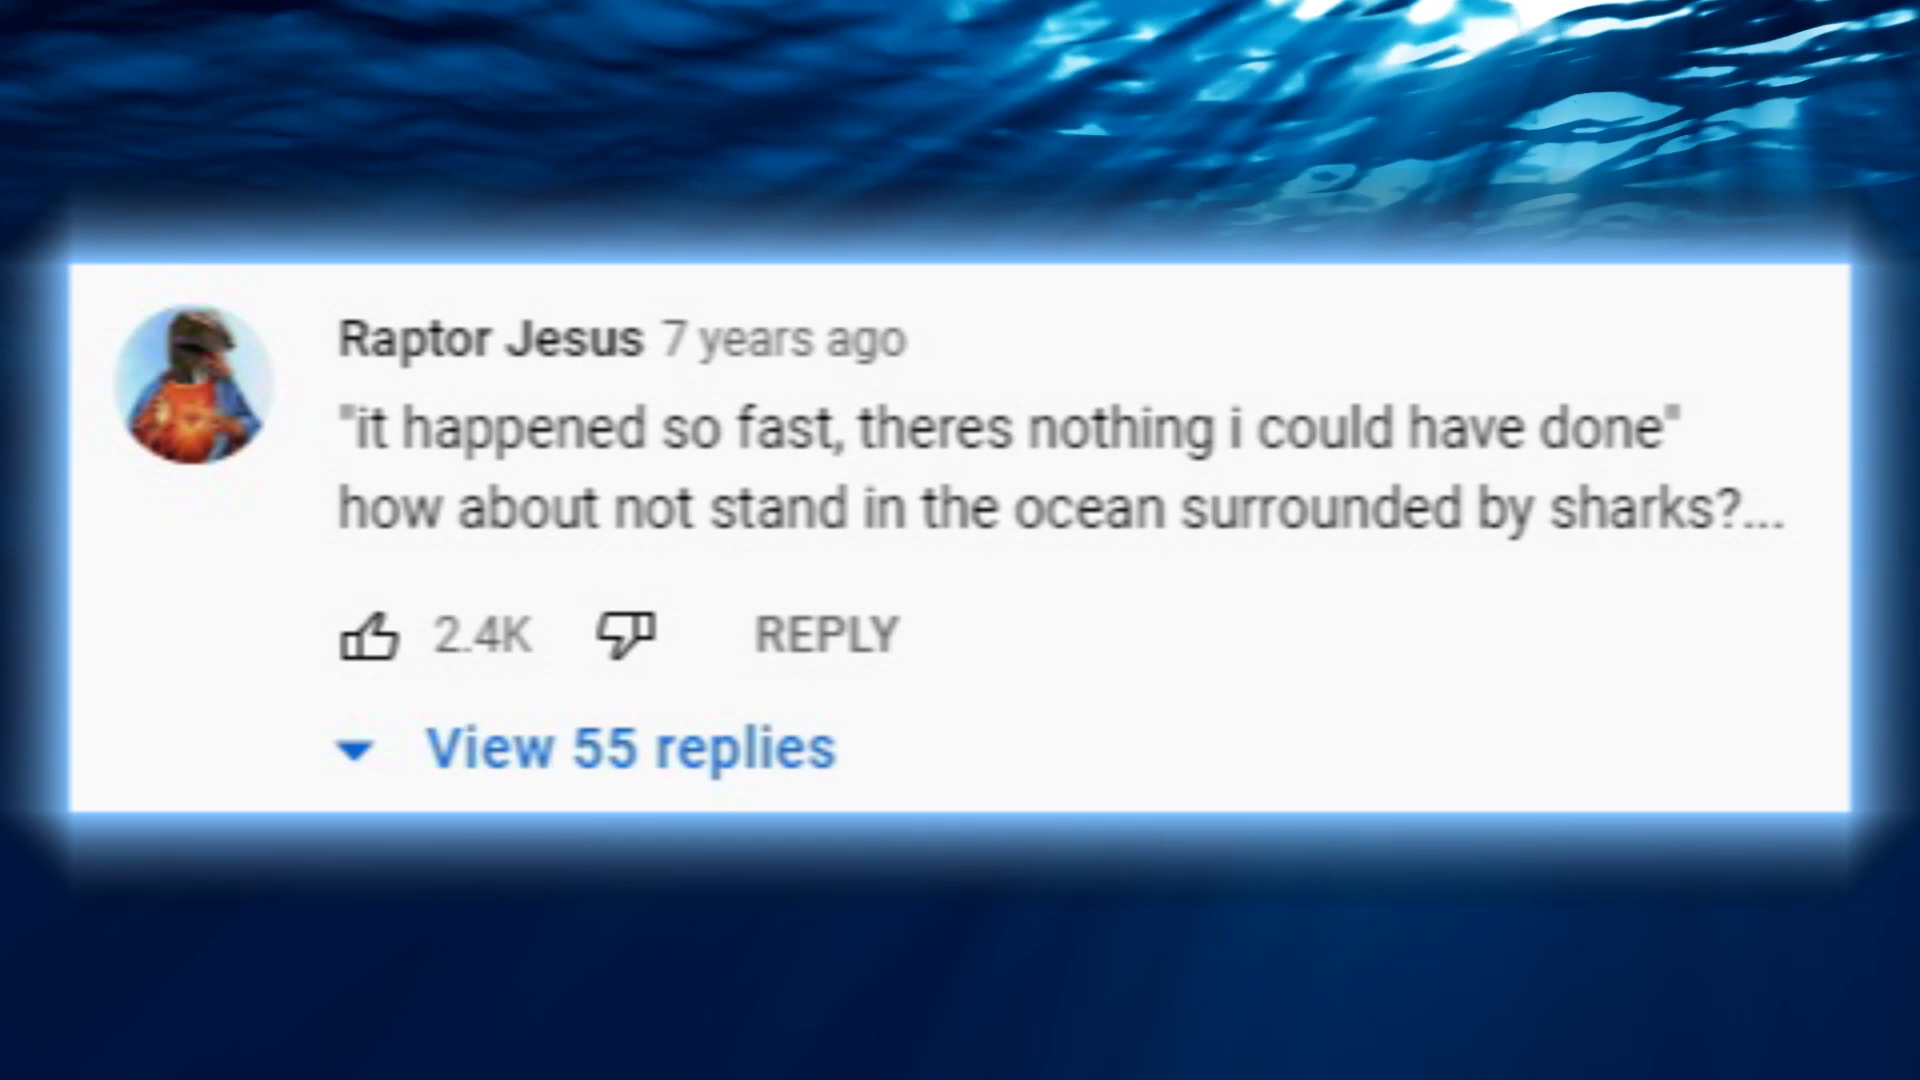 Raptor Jesus 7 years ago
"it happened so fast, theres nothing i could have done"
how about not stand in the ocean surrounded by sharks?...
2.4K REPLY
View 55 replies